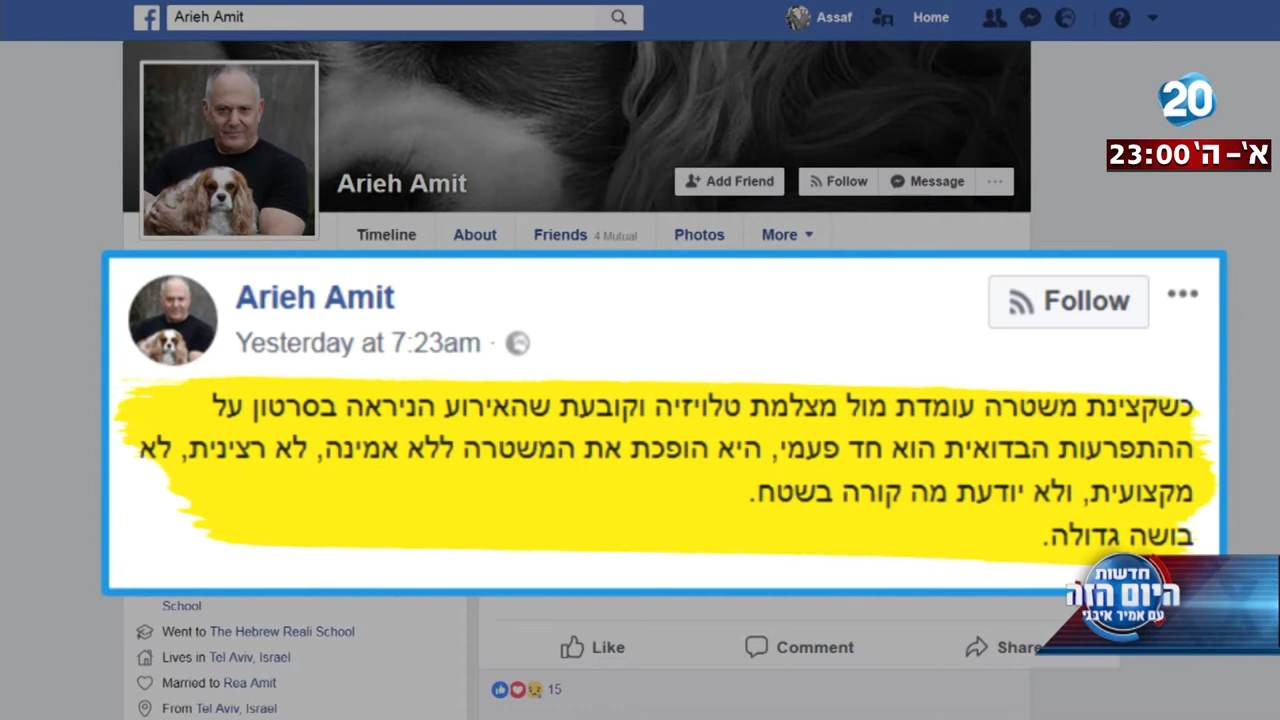 Arieh Amit
Assaf
Home
20
א'-ה' 23:00
Arieh Amit
Add Friend
Follow
Message
Timeline
About
Friends 4 Mutual
Photos
More
Arieh Amit
Follow
Yesterday at 7:23am
כשקצינת משטרה עומדת מול מצלמת טלויזיה וקובעת שהאירוע הניראה בסרטון על
ההתפרעות הבדואית הוא חד פעמי, היא הופכת את המשטרה ללא אמינה, לא רצינית, לא
מקצועית, ולא יודעת מה קורה בשטח.
בושה גדולה.
חדשות
היום הזה
עם אמיר איבגי
School
Went to The Hebrew Reali School
Lives in Tel Aviv, Israel
Married to Rea Amit
From Tel Aviv, Israel
Like
Comment
Share
15